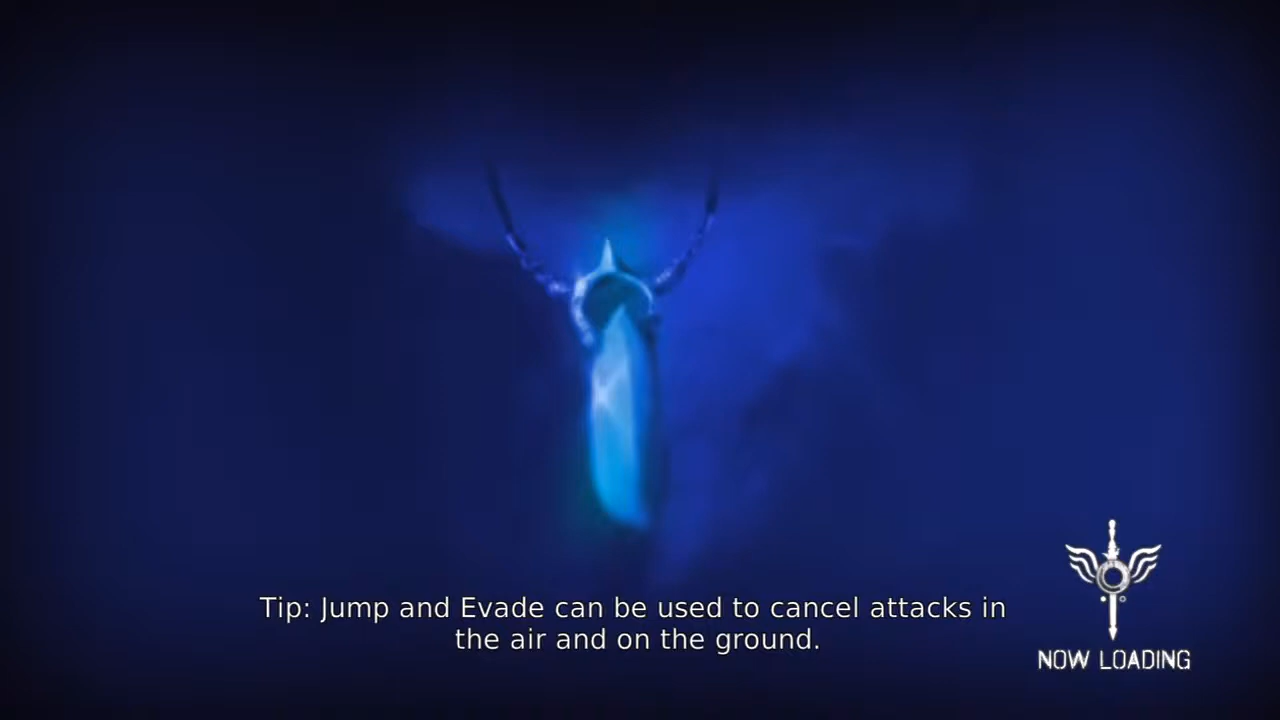 Tip: Jump and Evade can be used to cancel attacks in
the air and on the ground.
NOW LOADING